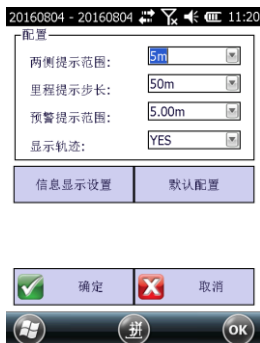 20160804 - 20160804 11:20
配置
两侧提示范围: 5m
里程提示步长: 50m
预警提示范围: 5.00m
显示轨迹: YES
信息显示设置 默认配置
确定 取消
拼 OK